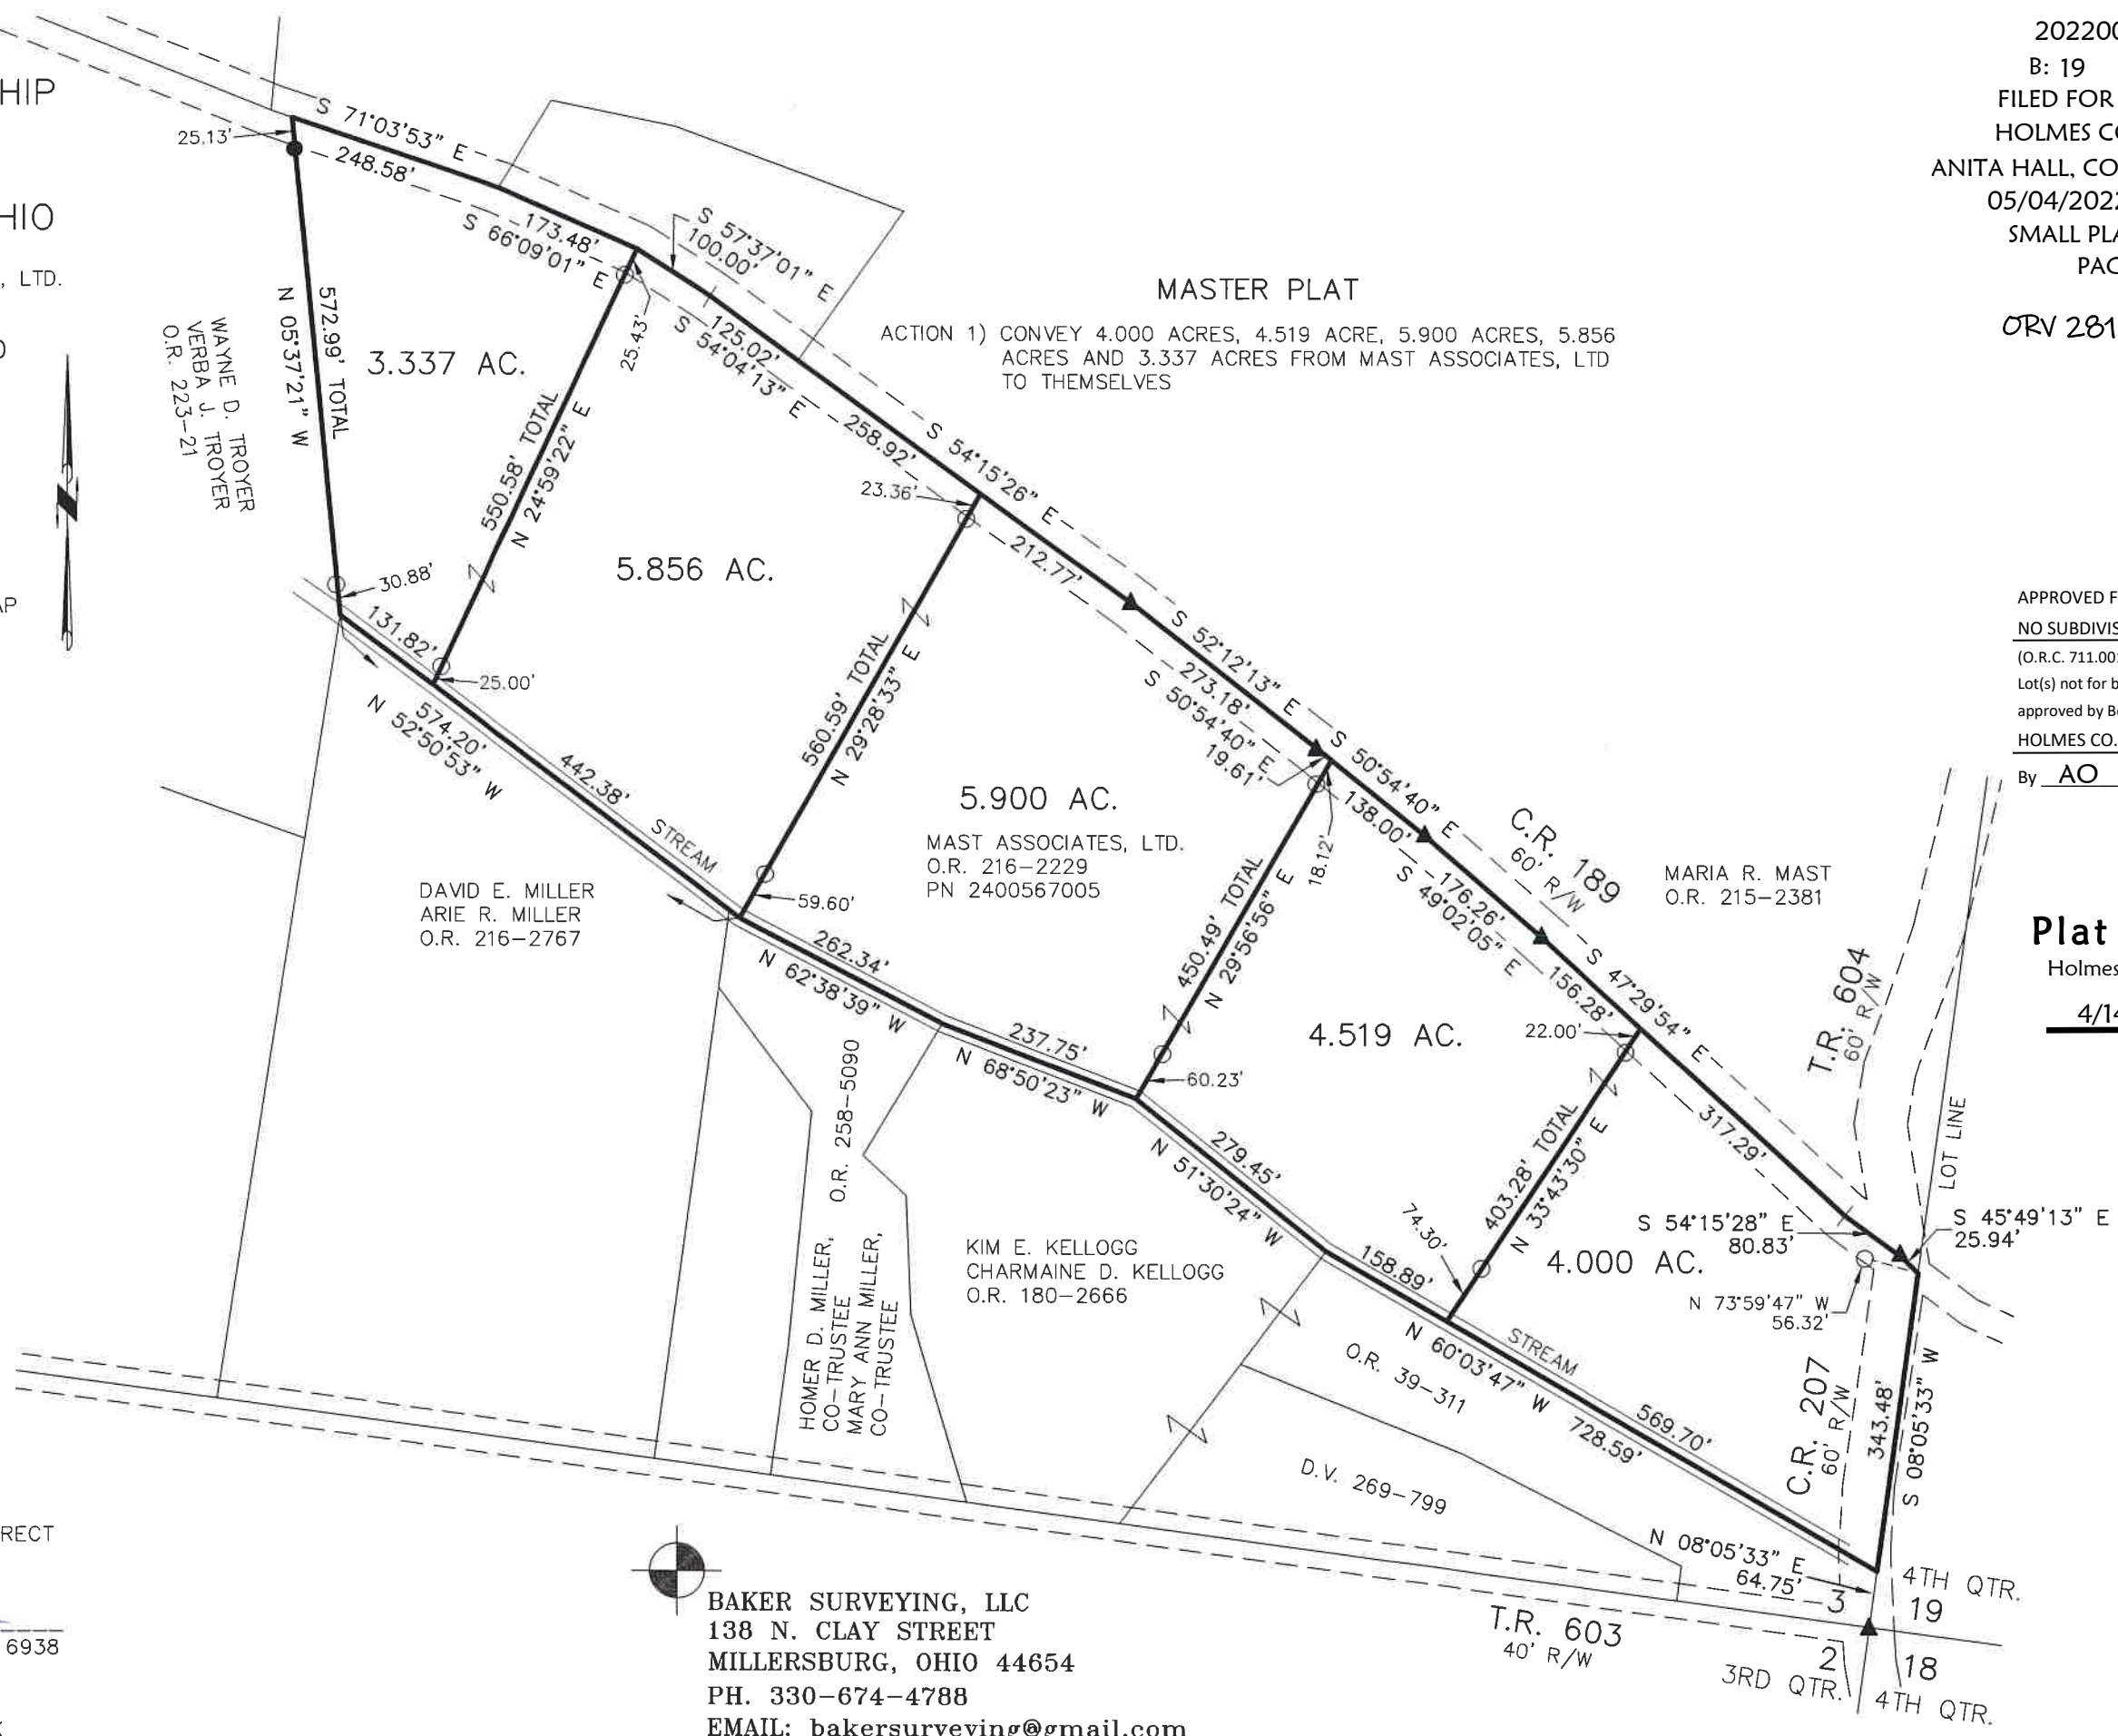 HIP
HIO
, LTD.
AP
RECT
6938
202200
B: 19
FILED FOR
HOLMES CO
ANITA HALL, CO
05/04/2022
SMALL PLA
PAG
ORV 281
APPROVED F
NO SUBDIVIS
(O.R.C. 711.001
Lot(s) not for b
approved by Bo
HOLMES CO.
By AO
Plat
Holmes
4/14
MASTER PLAT
ACTION 1) CONVEY 4.000 ACRES, 4.519 ACRE, 5.900 ACRES, 5.856
ACRES AND 3.337 ACRES FROM MAST ASSOCIATES, LTD
TO THEMSELVES
S 71°03'53" E
25.13'
248.58'
173.48'
S 66°09'01" E
S 57°37'01" E
100.00'
25.43'
125.02'
S 54°04'13" E
258.92'
S 54°15'26" E
23.36'
212.77'
S 52°12'13" E
273.18'
S 50°54'40" E
19.61'
S 50°54'40" E
138.00'
18.12'
176.26'
S 49°02'05" E
C.R. 189
60' R/W
S 47°29'54" E
156.28'
22.00'
317.29'
S 54°15'28" E
80.83'
S 45°49'13" E
25.94'
N 73°59'47" W
56.32'
WAYNE D. TROYER
VERBA J. TROYER
O.R. 223-21
N 05°37'21" W
572.99' TOTAL
3.337 AC.
550.58' TOTAL
N 24°59'22" E
5.856 AC.
560.59' TOTAL
N 29°28'33" E
5.900 AC.
MAST ASSOCIATES, LTD.
O.R. 216-2229
PN 2400567005
450.49' TOTAL
N 29°56'56" E
4.519 AC.
403.28' TOTAL
N 33°43'30" E
4.000 AC.
MARIA R. MAST
O.R. 215-2381
T.R. 604
60' R/W
LOT LINE
30.88'
131.82'
25.00'
574.20'
N 52°50'53" W
442.38'
STREAM
59.60'
262.34'
N 62°38'39" W
237.75'
N 68°50'23" W
60.23'
279.45'
N 51°30'24" W
74.30'
158.89'
STREAM
N 60°03'47" W
728.59'
569.70'
C.R. 207
60' R/W
343.48'
S 08°05'33" W
N 08°05'33" E
64.75'
DAVID E. MILLER
ARIE R. MILLER
O.R. 216-2767
HOMER D. MILLER, O.R. 258-5090
CO-TRUSTEE
MARY ANN MILLER,
CO-TRUSTEE
KIM E. KELLOGG
CHARMAINE D. KELLOGG
O.R. 180-2666
O.R. 39-311
D.V. 269-799
T.R. 603
40' R/W
3
4TH QTR.
19
2
3RD QTR.
18
4TH QTR.
BAKER SURVEYING, LLC
138 N. CLAY STREET
MILLERSBURG, OHIO 44654
PH. 330-674-4788
EMAIL: bakersurveying@gmail.com